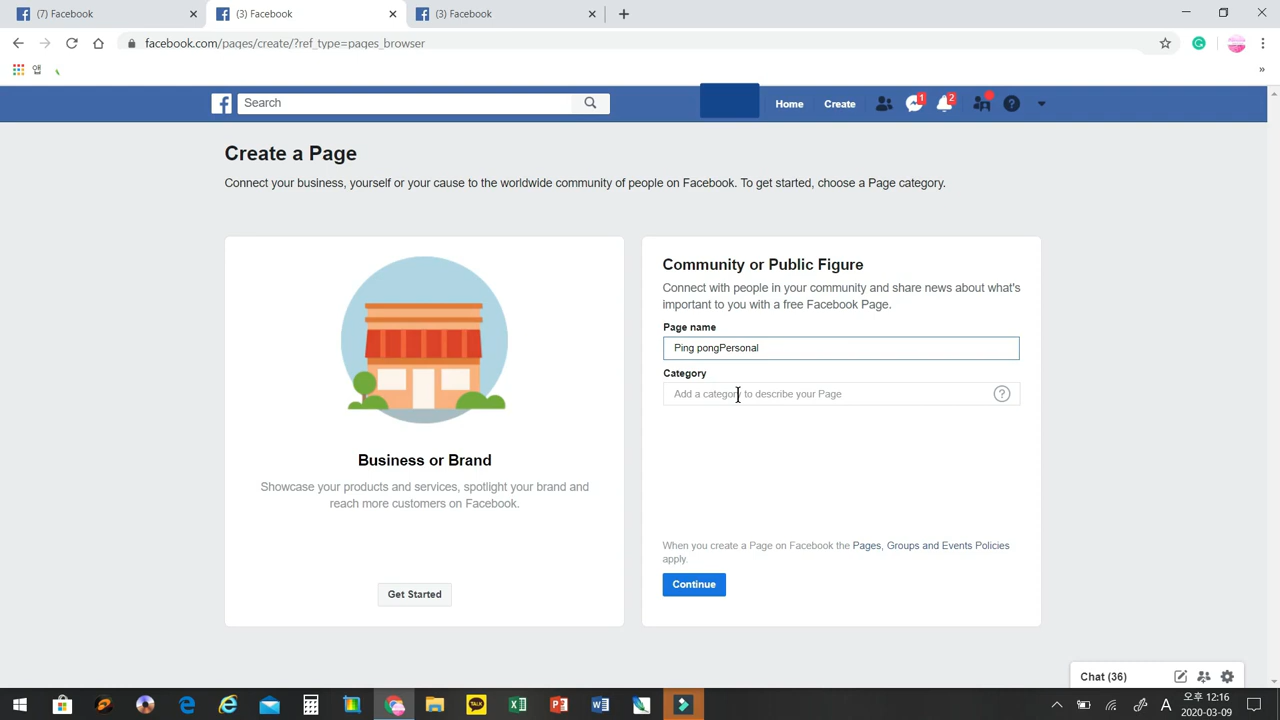 (7) Facebook
(3) Facebook
(3) Facebook
facebook.com/pages/create/?ref_type=pages_browser
앱
Search
Home
Create
1
2
Create a Page
Connect your business, yourself or your cause to the worldwide community of people on Facebook. To get started, choose a Page category.
Business or Brand
Showcase your products and services, spotlight your brand and
reach more customers on Facebook.
Get Started
Community or Public Figure
Connect with people in your community and share news about what's
important to you with a free Facebook Page.
Page name
Ping pongPersonal
Category
Add a category to describe your Page
When you create a Page on Facebook the Pages, Groups and Events Policies
apply.
Continue
Chat (36)
A
오후 12:16
2020-03-09